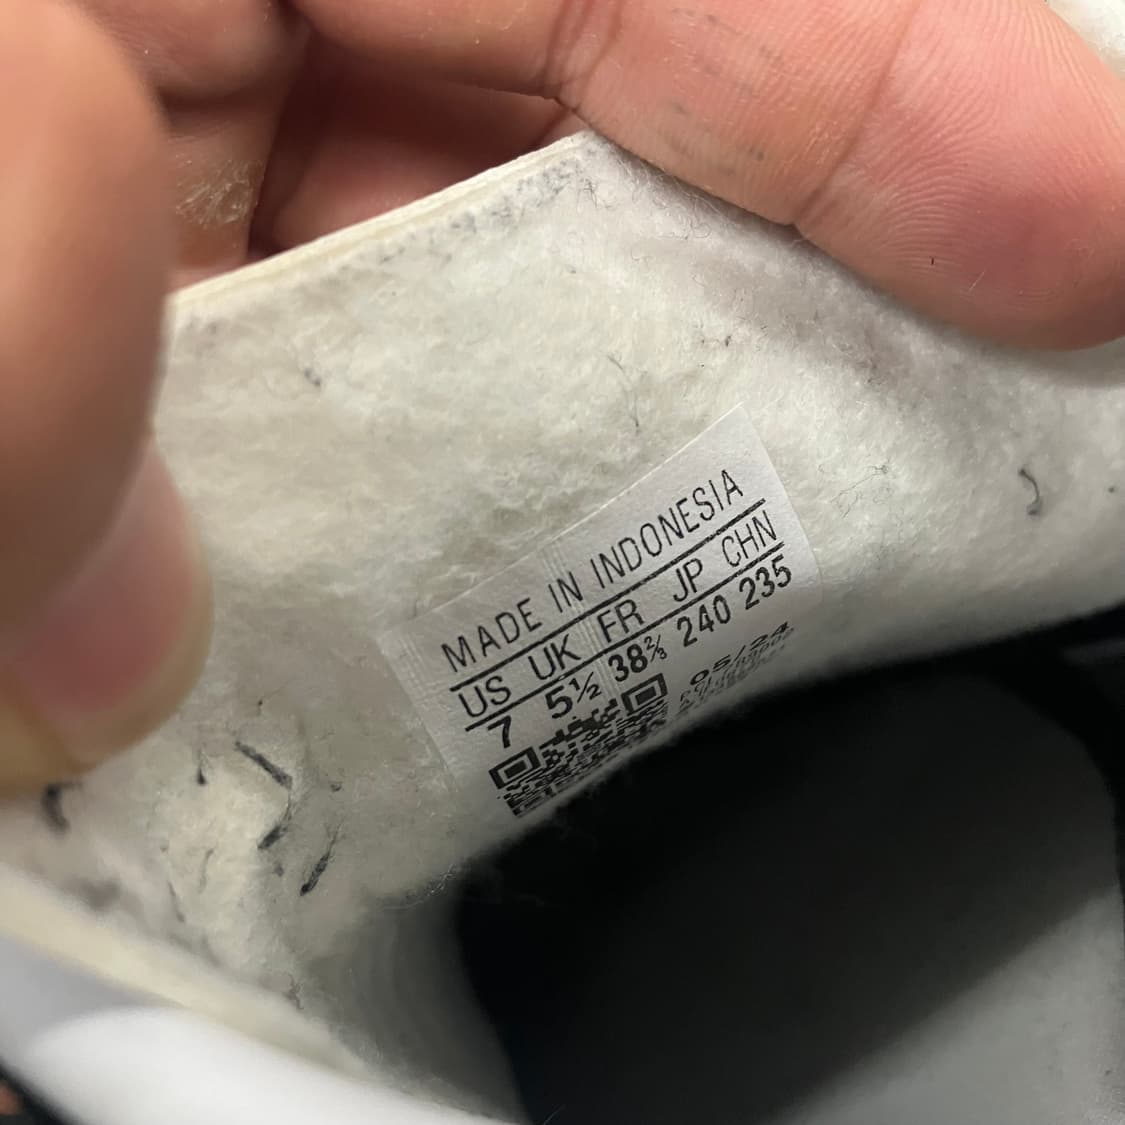 MADE IN INDONESIA
US UK FR JP CHN
7 5½ 38⅔ 240 235
05/24